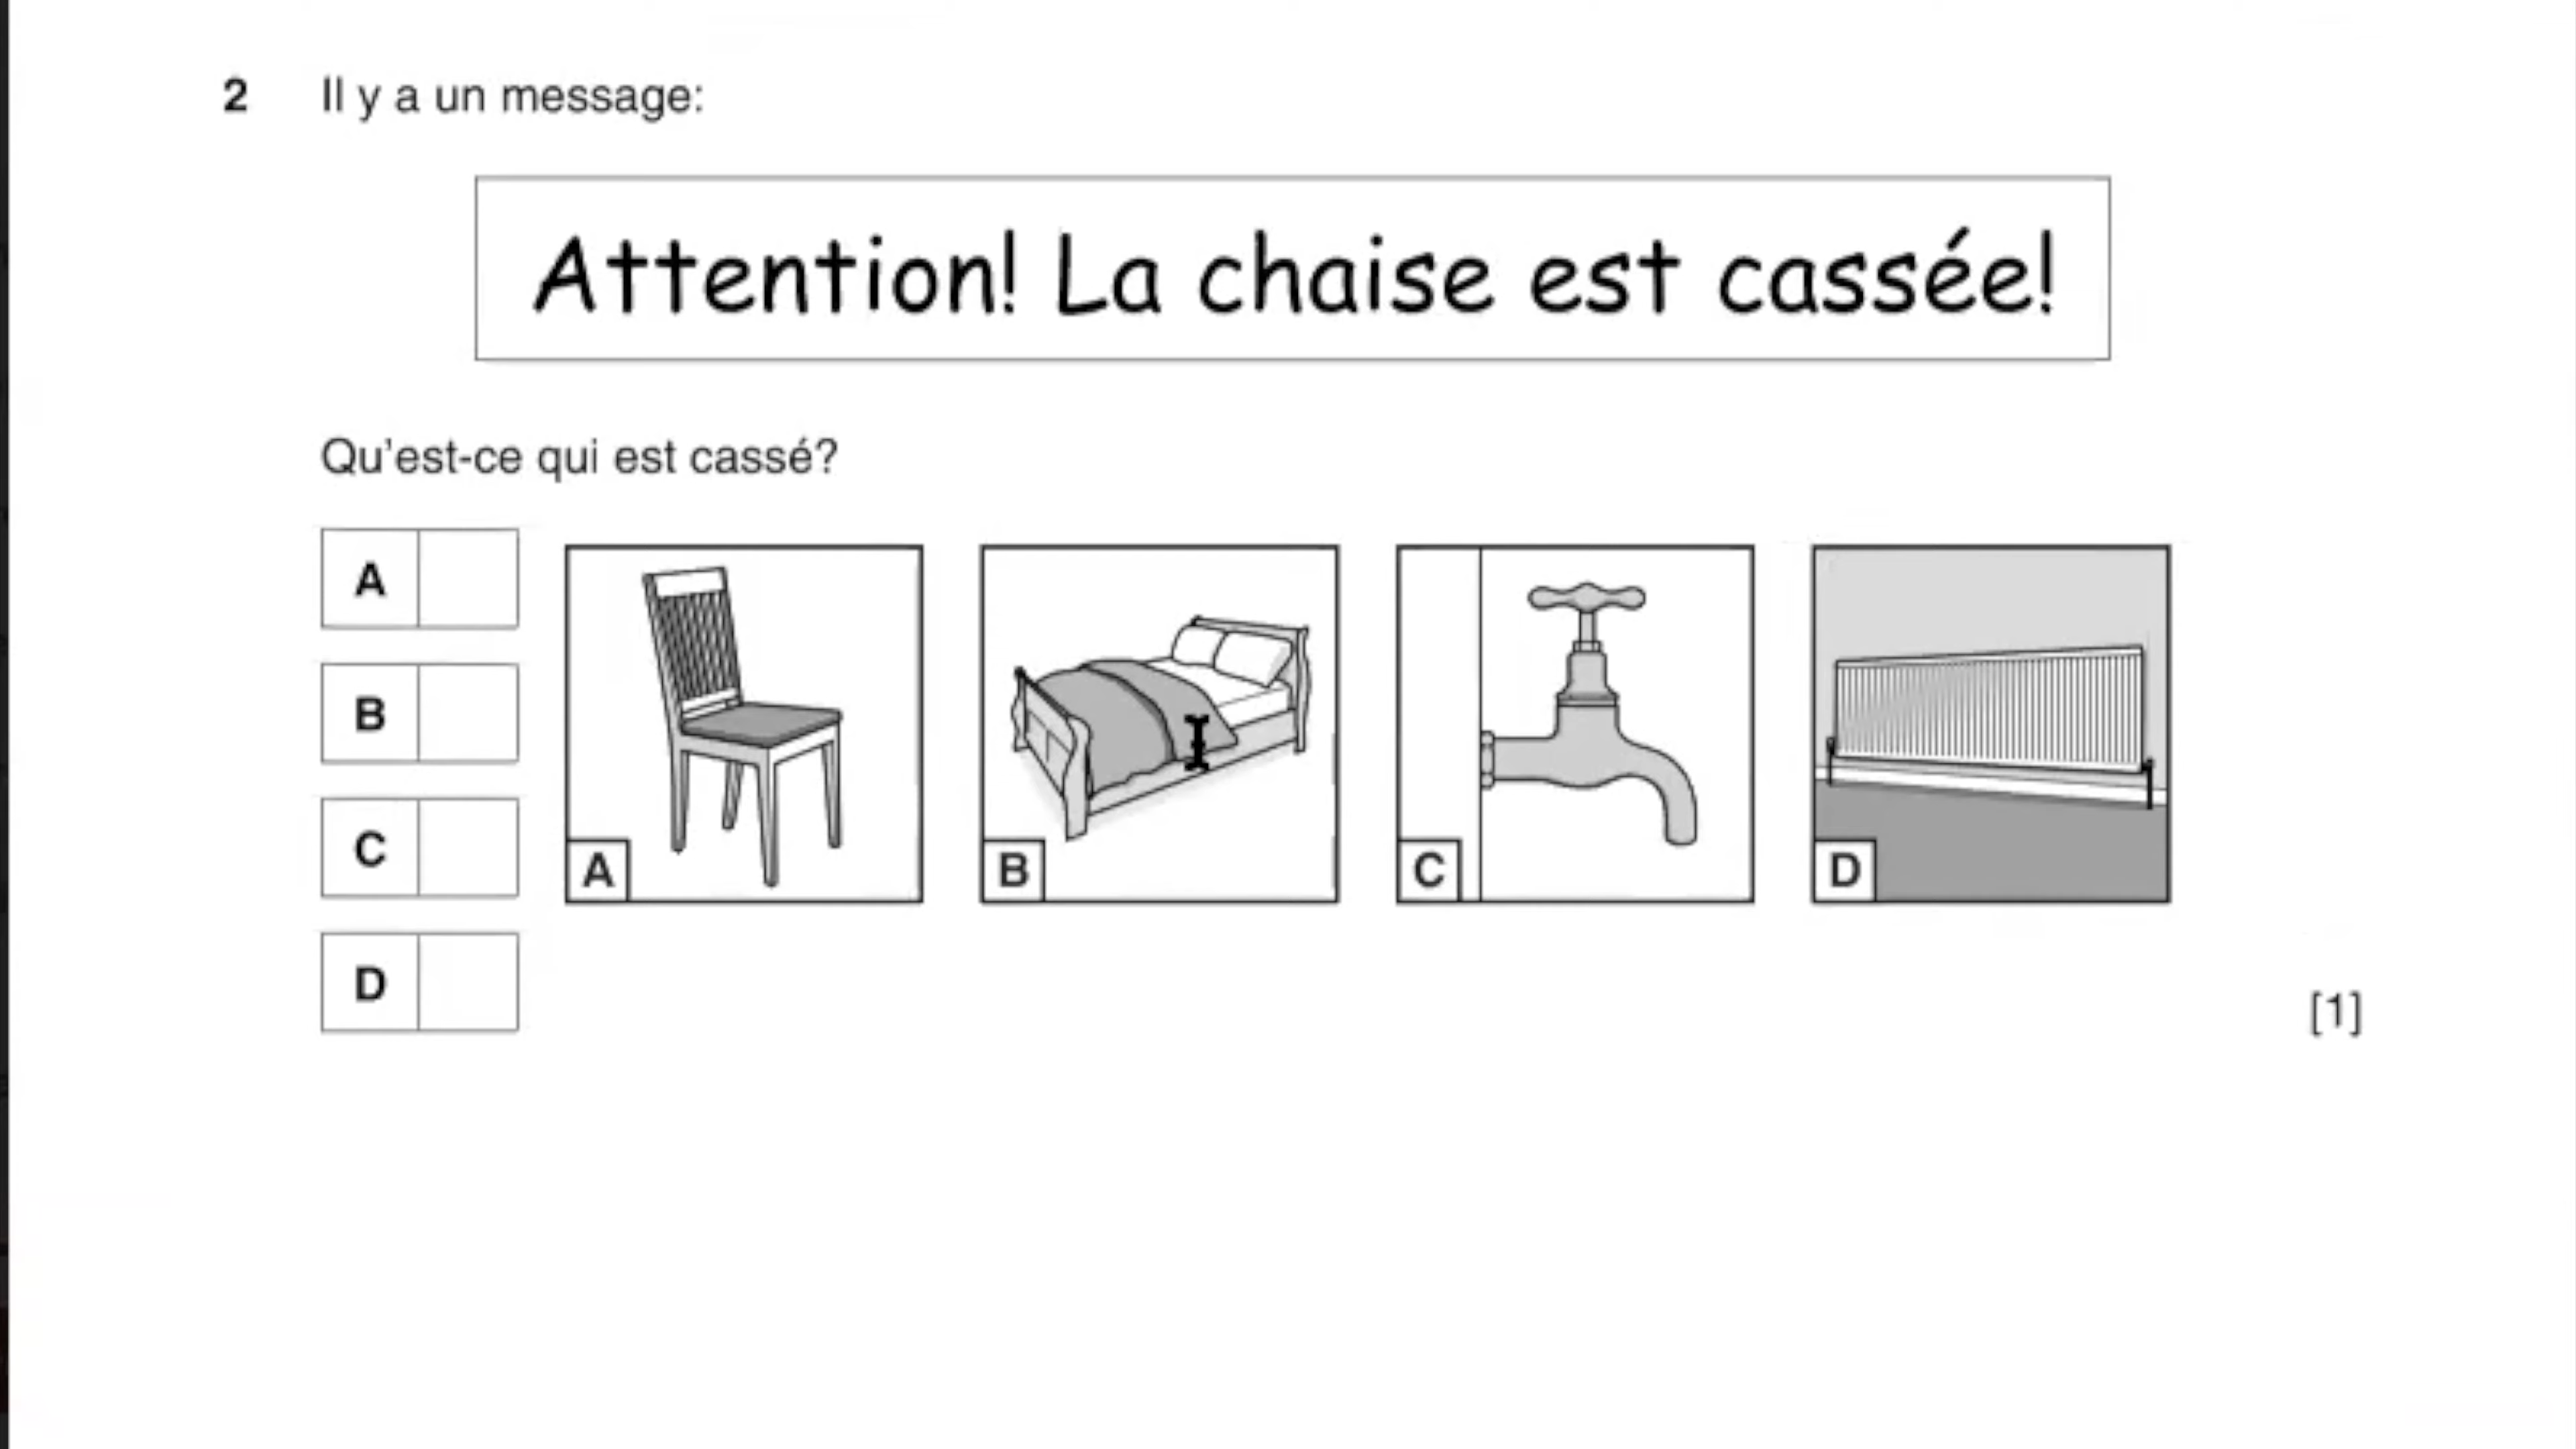 2 Il y a un message:
Attention! La chaise est cassée!
Qu'est-ce qui est cassé?
A
B
C
D
A B C D
[1]